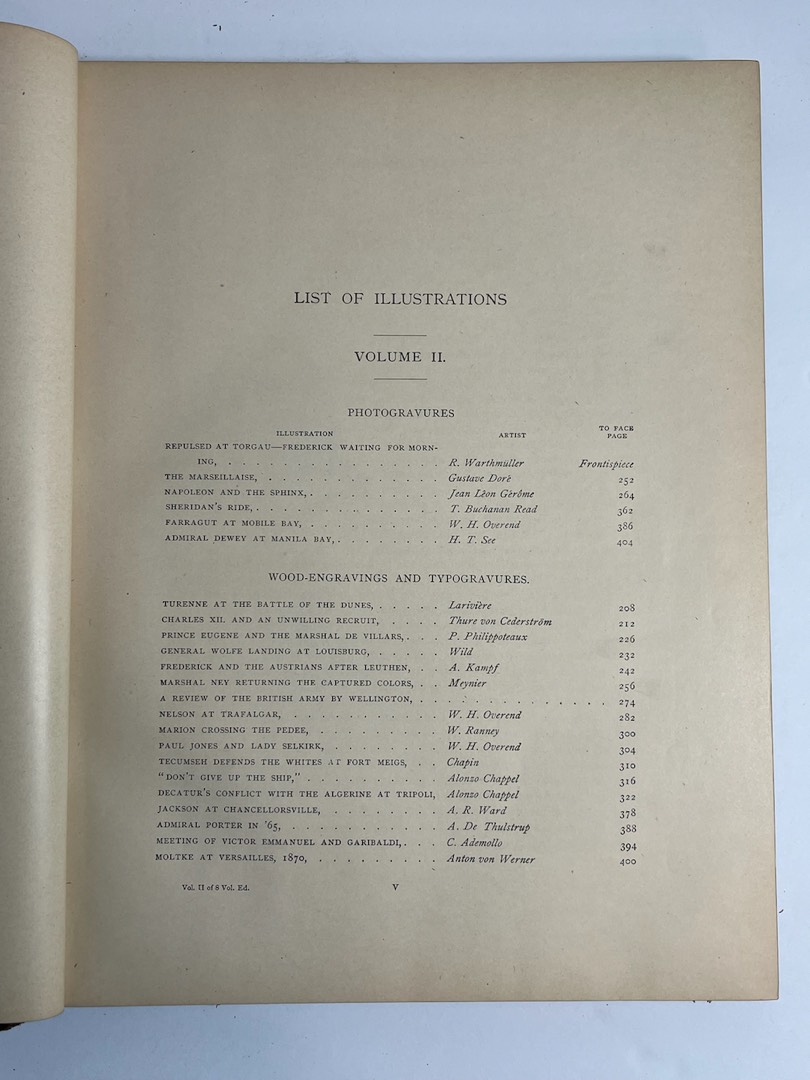 LIST OF ILLUSTRATIONS
VOLUME II.
PHOTOGRAVURES
ILLUSTRATION ARTIST TO FACE PAGE
REPULSED AT TORGAU—FREDERICK WAITING FOR MORN-
ING, . . . . . . . . . . . . . . . . R. Warthmüller Frontispiece
THE MARSEILLAISE, . . . . . . . . . . . . . Gustave Dorè 252
NAPOLEON AND THE SPHINX, . . . . . . . . . . Jean Lèon Gèrôme 264
SHERIDAN'S RIDE, . . . . . . . . . . . . . . T. Buchanan Read 362
FARRAGUT AT MOBILE BAY, . . . . . . . . . . W. H. Overend 386
ADMIRAL DEWEY AT MANILA BAY, . . . . . . . . H. T. See 404
WOOD-ENGRAVINGS AND TYPOGRAVURES.
TURENNE AT THE BATTLE OF THE DUNES, . . . . . Larivière 208
CHARLES XII. AND AN UNWILLING RECRUIT, . . . . Thure von Cederström 212
PRINCE EUGENE AND THE MARSHAL DE VILLARS, . . . P. Philippoteaux 226
GENERAL WOLFE LANDING AT LOUISBURG, . . . . . Wild 232
FREDERICK AND THE AUSTRIANS AFTER LEUTHEN, . . A. Kampf 242
MARSHAL NEY RETURNING THE CAPTURED COLORS, . . Meynier 256
A REVIEW OF THE BRITISH ARMY BY WELLINGTON, . . . . . . . . . . . . . . 274
NELSON AT TRAFALGAR, . . . . . . . . . . . W. H. Overend 282
MARION CROSSING THE PEDEE, . . . . . . . . . W. Ranney 300
PAUL JONES AND LADY SELKIRK, . . . . . . . . W. H. Overend 304
TECUMSEH DEFENDS THE WHITES AT FORT MEIGS, . . Chapin 310
"DON'T GIVE UP THE SHIP," . . . . . . . . . . Alonzo Chappel 316
DECATUR'S CONFLICT WITH THE ALGERINE AT TRIPOLI, Alonzo Chappel 322
JACKSON AT CHANCELLORSVILLE, . . . . . . . . A. R. Ward 378
ADMIRAL PORTER IN '65, . . . . . . . . . . . A. De Thulstrup 388
MEETING OF VICTOR EMMANUEL AND GARIBALDI, . . . C. Ademollo 394
MOLTKE AT VERSAILLES, 1870, . . . . . . . . . Anton von Werner 400
Vol. II of 8 Vol. Ed. V